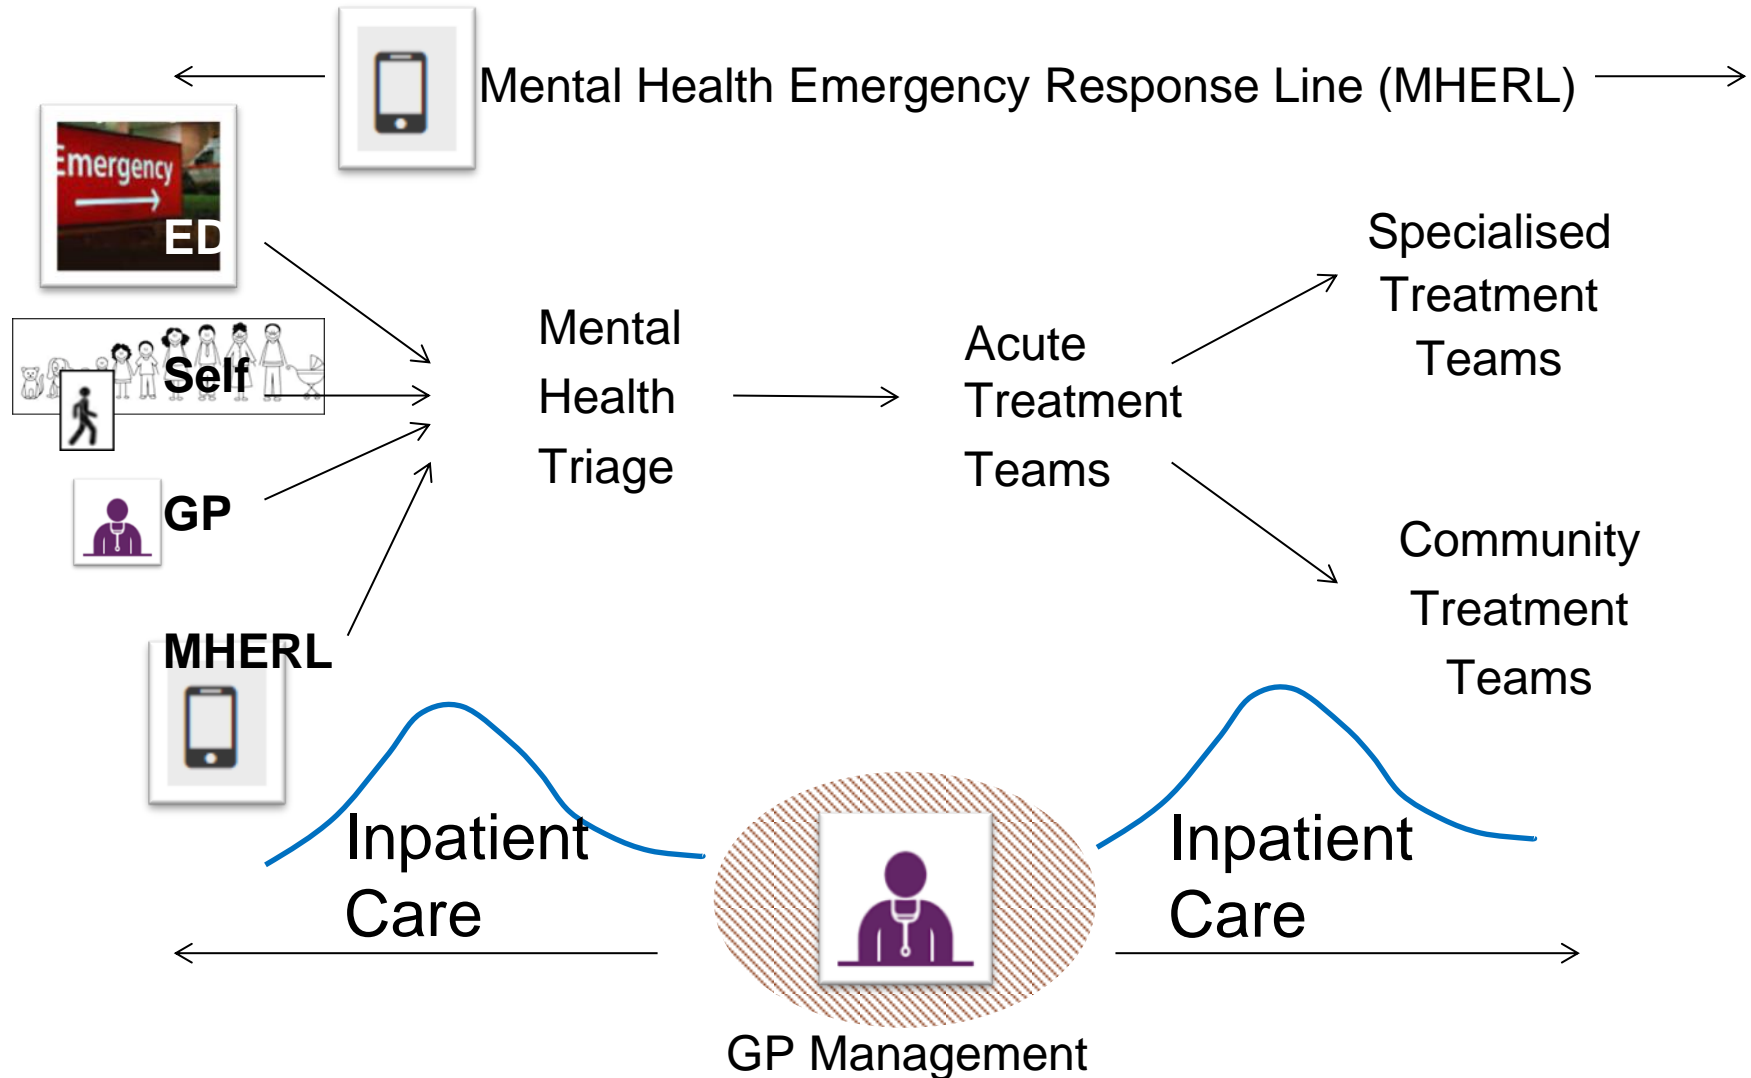 Mental Health Emergency Response Line (MHERL)
Emergency
ED
Self
GP
MHERL
Mental
Health
Triage
Acute
Treatment
Teams
Specialised
Treatment
Teams
Community
Treatment
Teams
Inpatient
Care
Inpatient
Care
GP Management